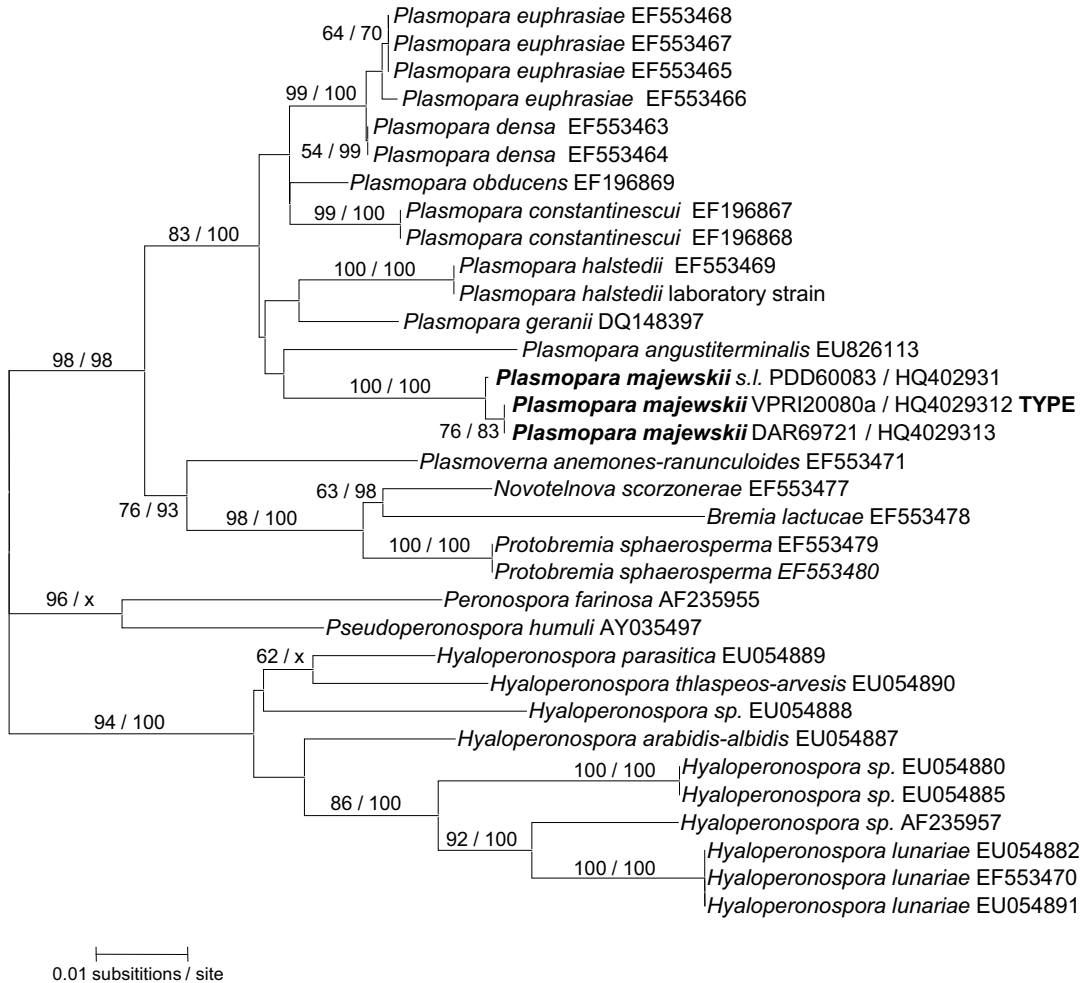 Plasmopara euphrasiae EF553468
64 / 70
Plasmopara euphrasiae EF553467
Plasmopara euphrasiae EF553465
99 / 100
Plasmopara euphrasiae EF553466
Plasmopara densa EF553463
54 / 99
Plasmopara densa EF553464
Plasmopara obducens EF196869
99 / 100
Plasmopara constantinescui EF196867
83 / 100
Plasmopara constantinescui EF196868
100 / 100
Plasmopara halstedii EF553469
Plasmopara halstedii laboratory strain
Plasmopara geranii DQ148397
Plasmopara angustiterminalis EU826113
98 / 98
100 / 100
Plasmopara majewskii s.l. PDD60083 / HQ402931
Plasmopara majewskii VPRI20080a / HQ4029312 TYPE
76 / 83
Plasmopara majewskii DAR69721 / HQ4029313
Plasmoverna anemones-ranunculoides EF553471
76 / 93
63 / 98
Novotelnova scorzonerae EF553477
98 / 100
Bremia lactucae EF553478
100 / 100
Protobremia sphaerosperma EF553479
Protobremia sphaerosperma EF553480
96 / x
Peronospora farinosa AF235955
Pseudoperonospora humuli AY035497
62 / x
Hyaloperonospora parasitica EU054889
Hyaloperonospora thlaspeos-arvesis EU054890
Hyaloperonospora sp. EU054888
94 / 100
Hyaloperonospora arabidis-albidis EU054887
100 / 100
Hyaloperonospora sp. EU054880
Hyaloperonospora sp. EU054885
86 / 100
Hyaloperonospora sp. AF235957
92 / 100
Hyaloperonospora lunariae EU054882
100 / 100
Hyaloperonospora lunariae EF553470
Hyaloperonospora lunariae EU054891
0.01 subsititions / site